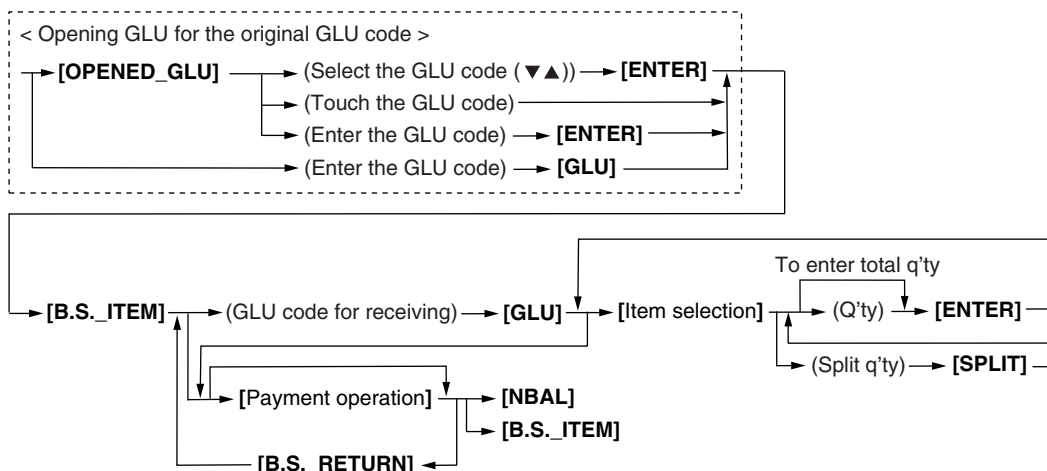 < Opening GLU for the original GLU code >
[OPENED_GLU] (Select the GLU code (▼▲)) [ENTER]
(Touch the GLU code)
(Enter the GLU code) [ENTER]
(Enter the GLU code) [GLU]
To enter total q'ty
[B.S._ITEM] (GLU code for receiving) [GLU] [Item selection] (Q'ty) [ENTER]
(Split q'ty) [SPLIT]
[Payment operation] [NBAL]
[B.S._ITEM]
[B.S._RETURN]